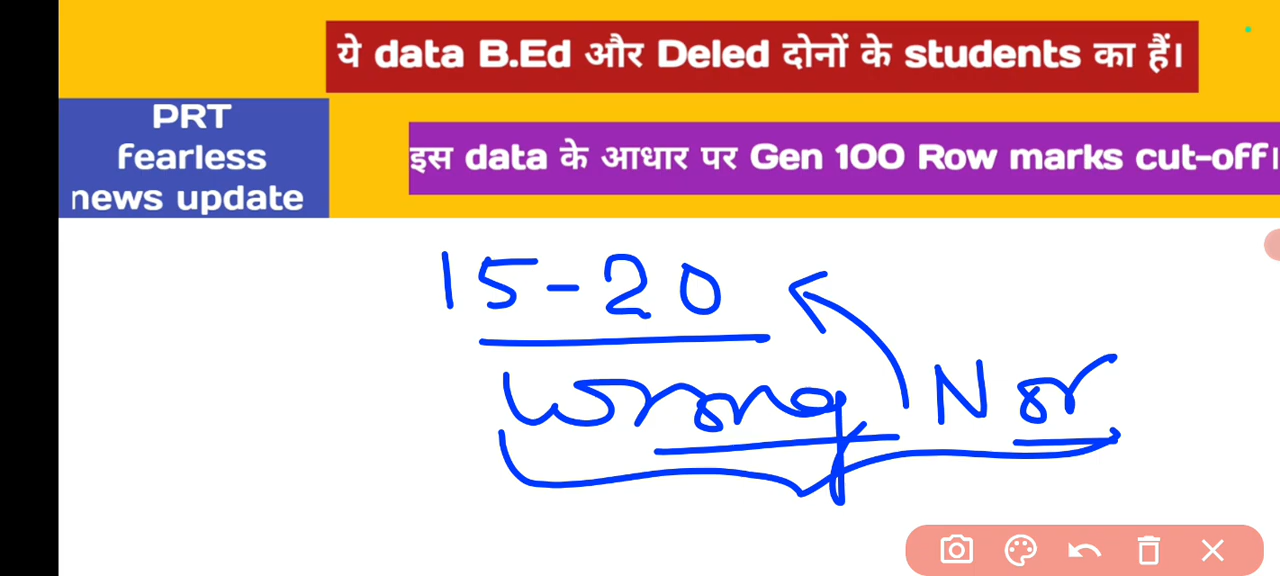 ये data B.Ed और Deled दोनों के students का हैं।
PRT
fearless
news update
इस data के आधार पर Gen 100 Row marks cut-off।
15-20
wrong
Nor